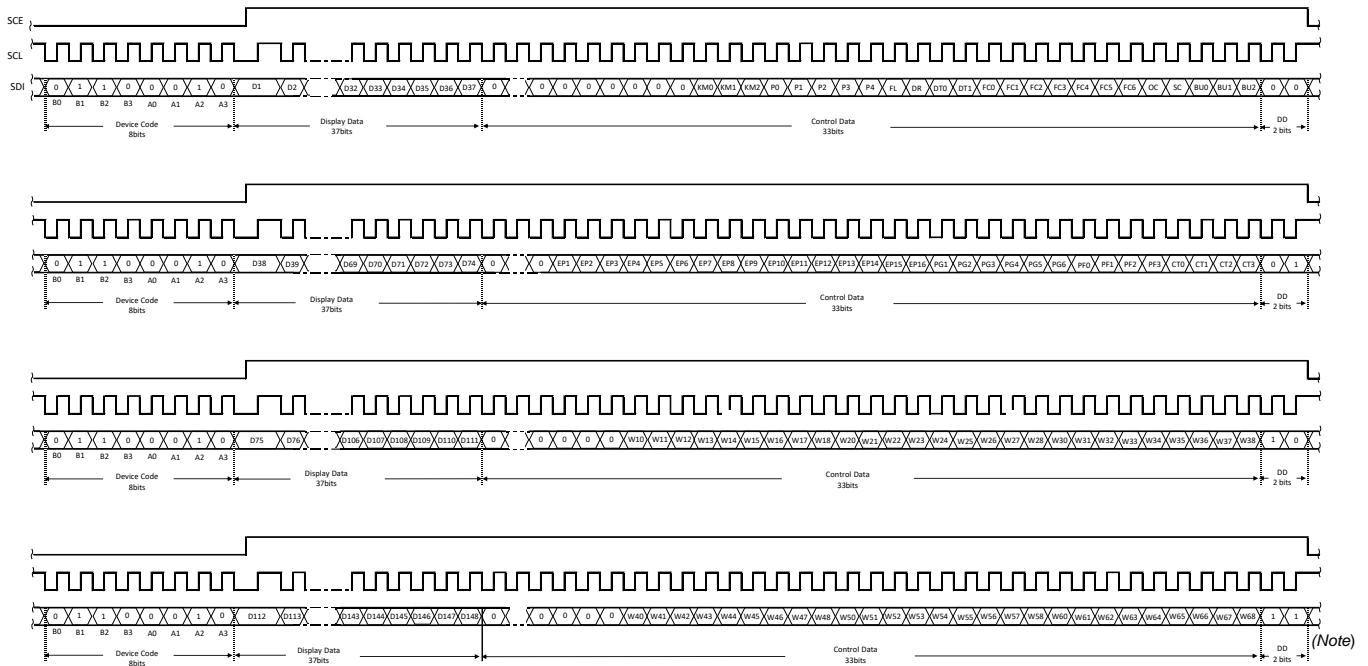 SCE
SCL
SDI 0 1 1 0 0 0 1 0 D1 D2 D32 D33 D34 D35 D36 D37 0 0 0 0 0 0 0 0 KM0 KM1 KM2 P0 P1 P2 P3 P4 FL DR DT0 DT1 FC0 FC1 FC2 FC3 FC4 FC5 FC6 OC SC BU0 BU1 BU2 0 0
B0 B1 B2 B3 A0 A1 A2 A3
Device Code Display Data Control Data DD
8bits 37bits 33bits 2 bits
0 1 1 0 0 0 1 0 D38 D39 D69 D70 D71 D72 D73 D74 0 0 EP1 EP2 EP3 EP4 EP5 EP6 EP7 EP8 EP9 EP10 EP11 EP12 EP13 EP14 EP15 EP16 PG1 PG2 PG3 PG4 PG5 PG6 PF0 PF1 PF2 PF3 CT0 CT1 CT2 CT3 0 1
B0 B1 B2 B3 A0 A1 A2 A3
Device Code Display Data Control Data DD
8bits 37bits 33bits 2 bits
0 1 1 0 0 0 1 0 D75 D76 D106 D107 D108 D109 D110 D111 0 0 0 0 0 W10 W11 W12 W13 W14 W15 W16 W17 W18 W20 W21 W22 W23 W24 W25 W26 W27 W28 W30 W31 W32 W33 W34 W35 W36 W37 W38 1 0
B0 B1 B2 B3 A0 A1 A2 A3
Device Code Display Data Control Data DD
8bits 37bits 33bits 2 bits
0 1 1 0 0 0 1 0 D112 D113 D143 D144 D145 D146 D147 D148 0 0 0 0 0 W40 W41 W42 W43 W44 W45 W46 W47 W48 W50 W51 W52 W53 W54 W55 W56 W57 W58 W60 W61 W62 W63 W64 W65 W66 W67 W68 1 1
(Note)
B0 B1 B2 B3 A0 A1 A2 A3
Device Code Display Data Control Data DD
8bits 37bits 33bits 2 bits